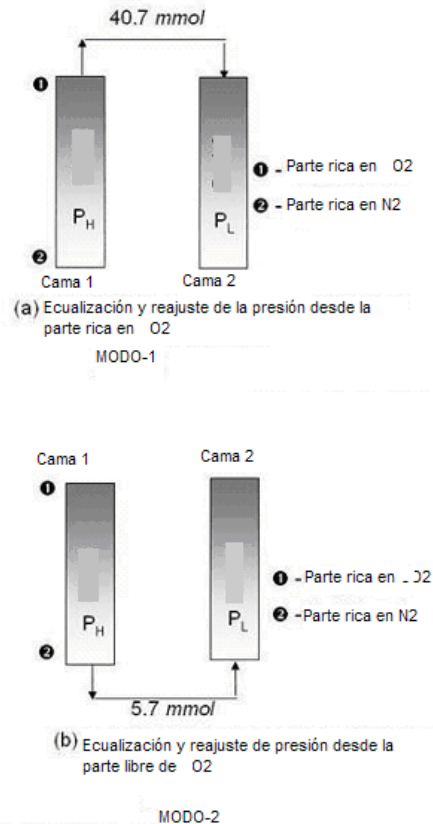 40.7 mmol
❶
P_H
P_L
❷
Cama 1
Cama 2
❶ - Parte rica en O2
❷ - Parte rica en N2
(a) Ecualización y reajuste de la presión desde la
parte rica en O2
MODO-1
Cama 1
Cama 2
❶
P_H
P_L
❷
❶ - Parte rica en
❷ -Parte rica en N2
5.7 mmol
(b) Ecualización y reajuste de presión desde la
parte libre de O2
MODO-2